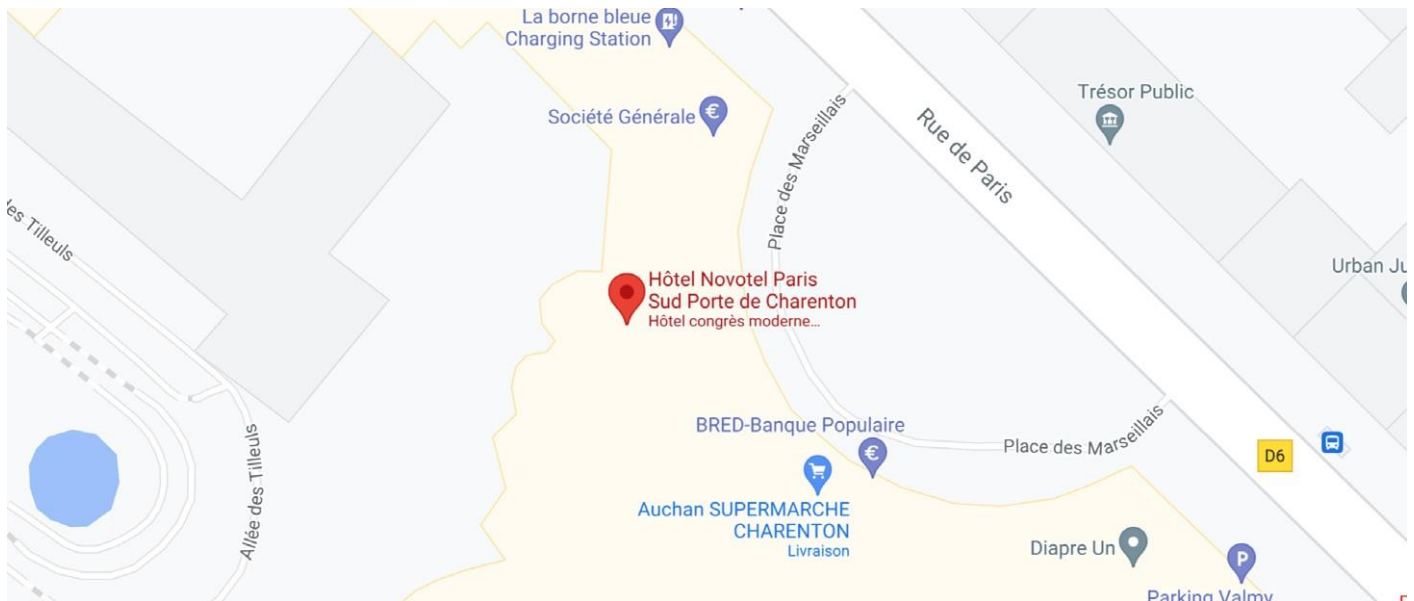 La borne bleue
Charging Station
Société Générale
Place des Marseillais
Rue de Paris
Trésor Public
des Tilleuls
Urban Ju
Hôtel Novotel Paris
Sud Porte de Charenton
Hôtel congrès moderne...
BRED-Banque Populaire
Place des Marseillais
D6
Allée des Tilleuls
Auchan SUPERMARCHE
CHARENTON
Livraison
Diapre Un
P
Parking Valmy